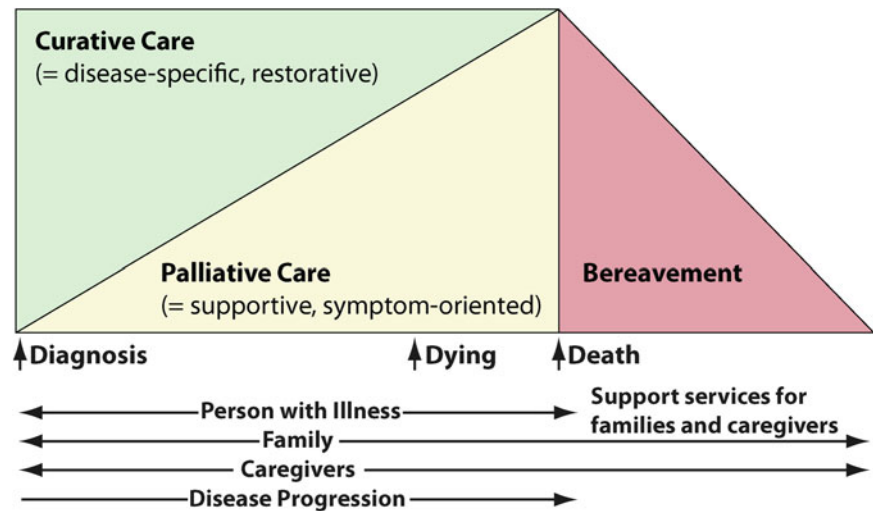 Curative Care
(= disease-specific, restorative)
Palliative Care
(= supportive, symptom-oriented)
Bereavement
Diagnosis
Dying
Death
Person with Illness
Support services for
families and caregivers
Family
Caregivers
Disease Progression